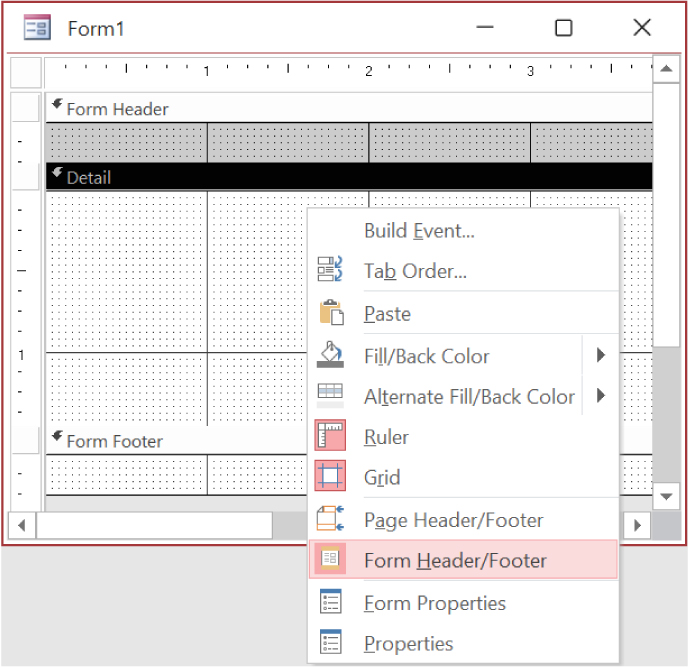 Form1
1 2 3
Form Header
Detail
1
Form Footer
Build Event...
Tab Order...
Paste
Fill/Back Color
Alternate Fill/Back Color
Ruler
Grid
Page Header/Footer
Form Header/Footer
Form Properties
Properties